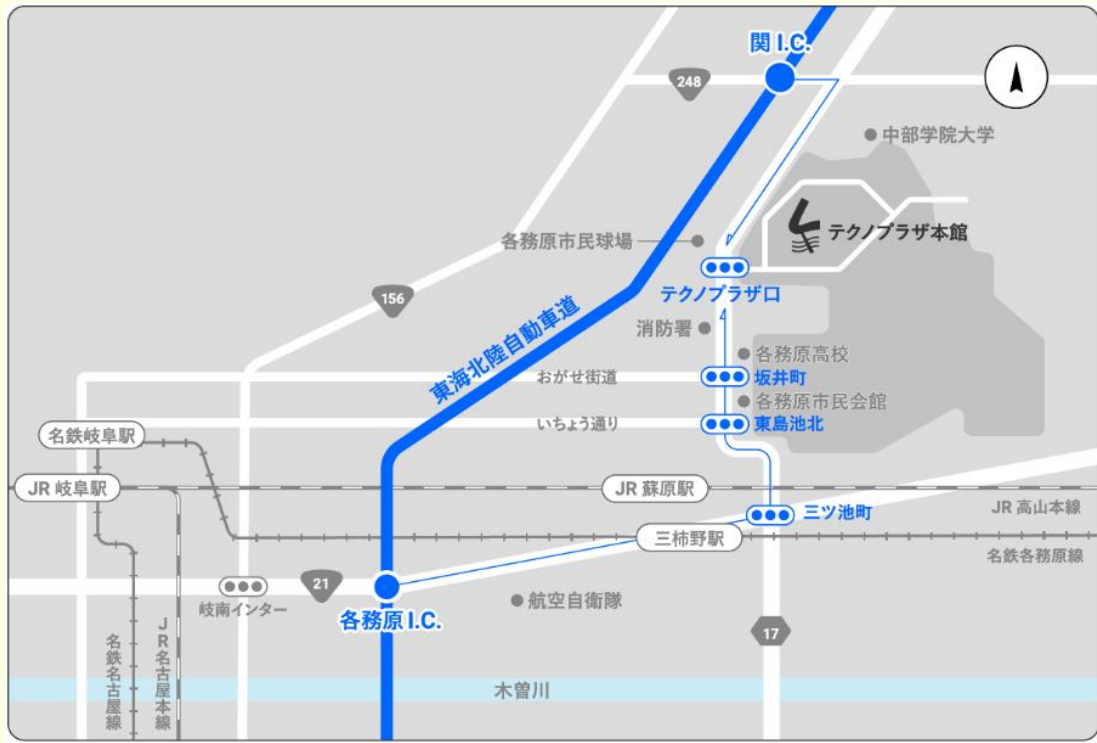 関 I.C.
248
中部学院大学
各務原市民球場
テクノプラザ本館
テクノプラザ口
156
東海北陸自動車道
消防署
各務原高校
おがせ街道
坂井町
各務原市民会館
いちょう通り
東島池北
名鉄岐阜駅
JR 岐阜駅
JR 蘇原駅
三ツ池町
JR 高山本線
三柿野駅
名鉄各務原線
21
岐南インター
各務原 I.C.
航空自衛隊
17
名鉄名古屋線
JR名古屋本線
木曽川